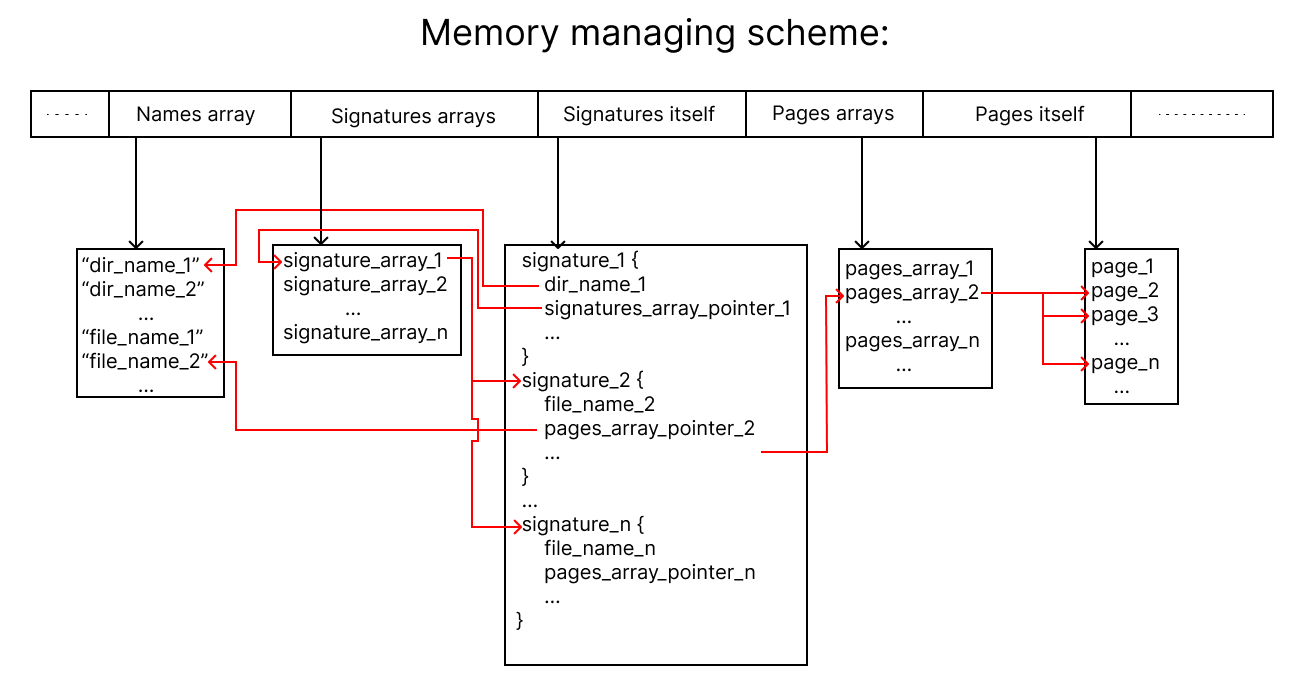 Memory managing scheme:
Names array
Signatures arrays
Signatures itself
Pages arrays
Pages itself
“dir_name_1”
“dir_name_2”
...
“file_name_1”
“file_name_2”
...
signature_array_1
signature_array_2
...
signature_array_n
signature_1 {
dir_name_1
signatures_array_pointer_1
...
}
signature_2 {
file_name_2
pages_array_pointer_2
...
}
...
signature_n {
file_name_n
pages_array_pointer_n
...
}
pages_array_1
pages_array_2
...
pages_array_n
...
page_1
page_2
page_3
...
page_n
...